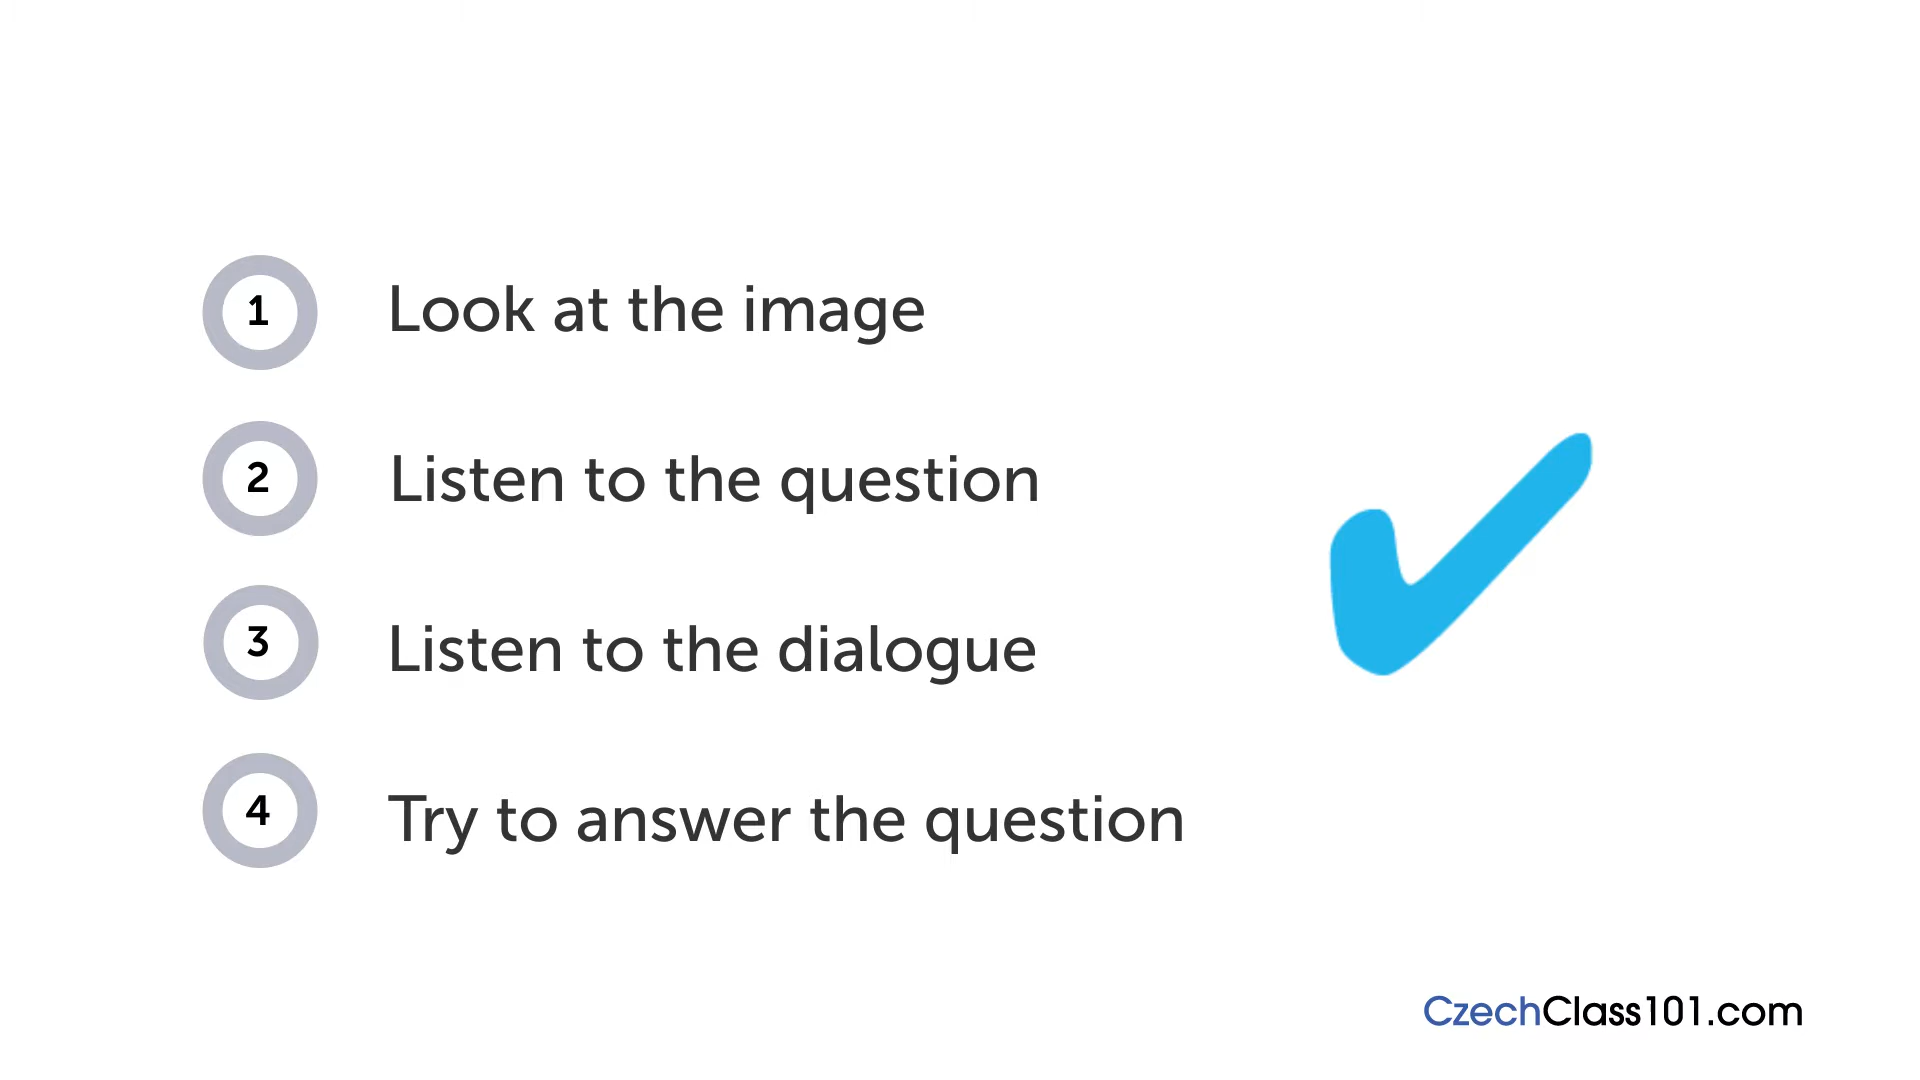 1 Look at the image
2 Listen to the question
3 Listen to the dialogue
4 Try to answer the question
CzechClass101.com